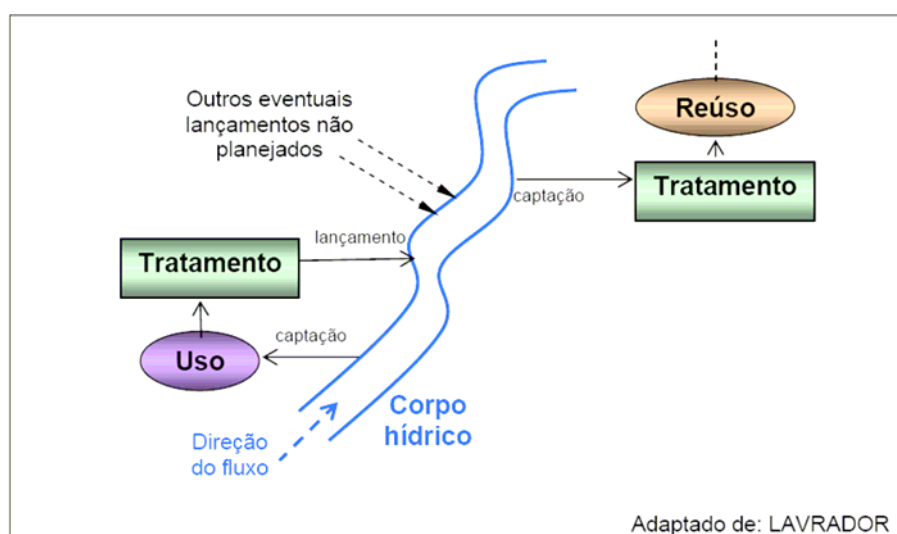 Outros eventuais
lançamentos não
planejados
Reúso
captação
Tratamento
lançamento
Tratamento
captação
Uso
Corpo
hídrico
Direção
do fluxo
Adaptado de: LAVRADOR